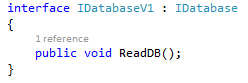 interface IDatabaseV1 : IDatabase
{
1 reference
public void ReadDB();
}